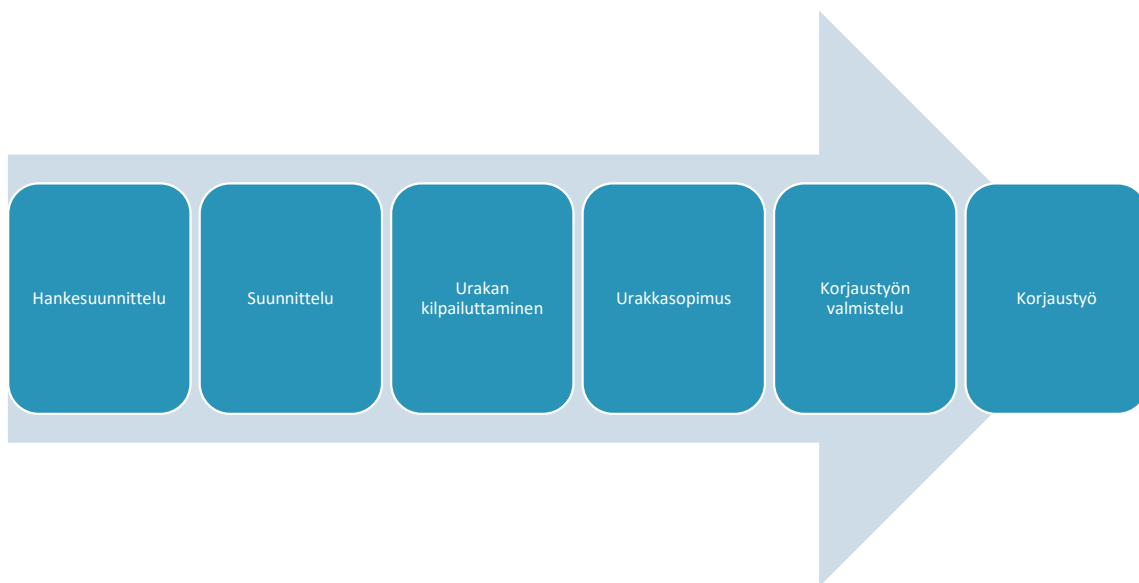 Hankesuunnittelu
Suunnittelu
Urakan
kilpailuttaminen
Urakkasopimus
Korjaustyön
valmistelu
Korjaustyö